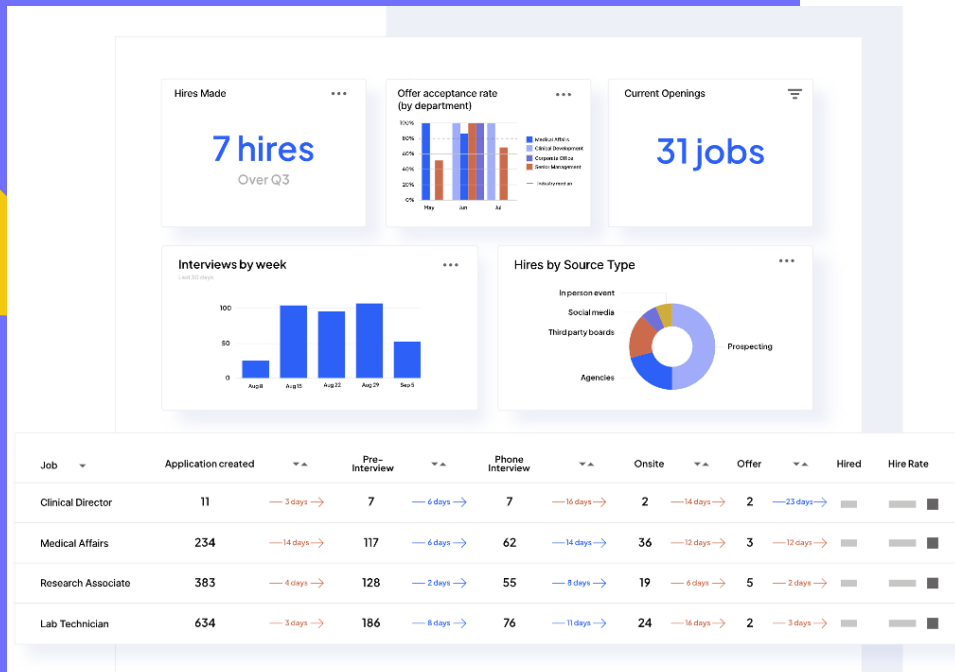 Hires Made
7 hires
Over Q3
Offer acceptance rate
(by department)
100%
80%
60%
40%
20%
0%
May Jun Jul
Medical Affairs
Clinical Development
Corporate Office
Senior Management
Industry median
Current Openings
31 jobs
Interviews by week
Last 30 days
100
50
0
Aug 8 Aug 15 Aug 22 Aug 29 Sep 5
Hires by Source Type
In person event
Social media
Third party boards
Agencies
Prospecting
Job Application created Pre-Interview Phone Interview Onsite Offer Hired Hire Rate
Clinical Director 11 3 days 7 6 days 7 16 days 2 14 days 2 23 days
Medical Affairs 234 14 days 117 6 days 62 14 days 36 12 days 3 12 days
Research Associate 383 4 days 128 2 days 55 8 days 19 6 days 5 2 days
Lab Technician 634 3 days 186 8 days 76 11 days 24 16 days 2 3 days